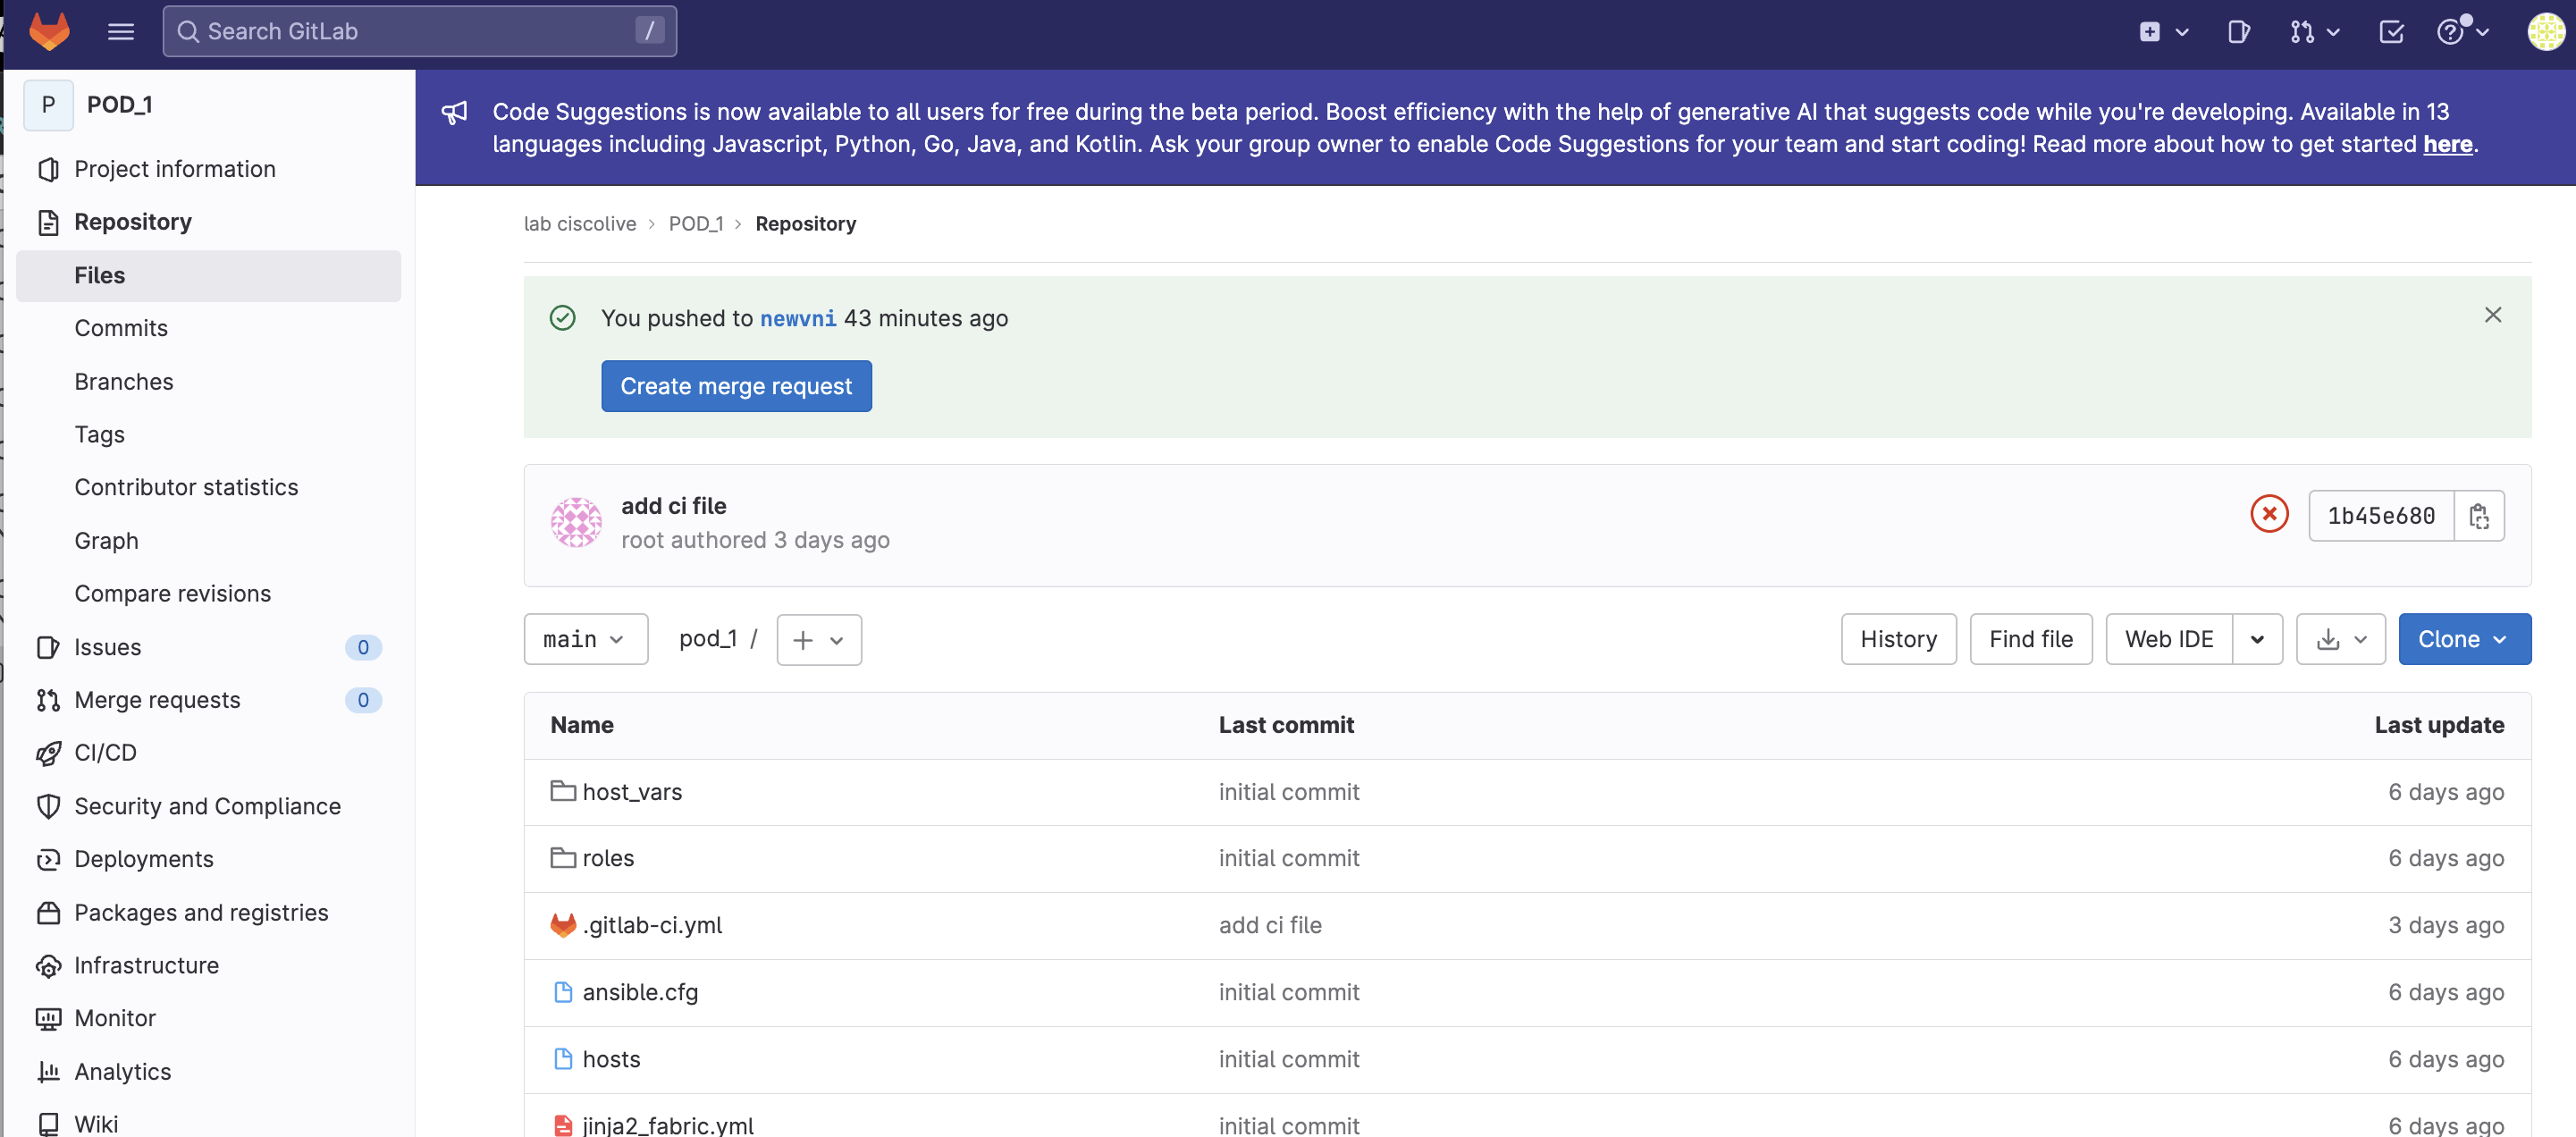 Search GitLab /
P POD_1
Project information
Repository
Files
Commits
Branches
Tags
Contributor statistics
Graph
Compare revisions
Issues 0
Merge requests 0
CI/CD
Security and Compliance
Deployments
Packages and registries
Infrastructure
Monitor
Analytics
Wiki
Code Suggestions is now available to all users for free during the beta period. Boost efficiency with the help of generative AI that suggests code while you're developing. Available in 13
languages including Javascript, Python, Go, Java, and Kotlin. Ask your group owner to enable Code Suggestions for your team and start coding! Read more about how to get started here.
lab ciscolive › POD_1 › Repository
You pushed to newvni 43 minutes ago
Create merge request
add ci file
root authored 3 days ago
1b45e680
main pod_1 / + History Find file Web IDE Clone
Name Last commit Last update
host_vars initial commit 6 days ago
roles initial commit 6 days ago
.gitlab-ci.yml add ci file 3 days ago
ansible.cfg initial commit 6 days ago
hosts initial commit 6 days ago
jinja2_fabric.yml initial commit 6 days ago